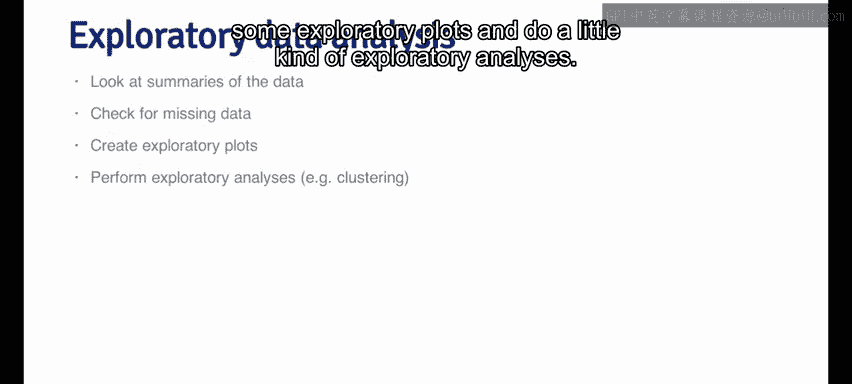 Exploratory data analysis
some exploratory plots and do a little
kind of exploratory analyses.
· Look at summaries of the data
· Check for missing data
· Create exploratory plots
· Perform exploratory analyses (e.g. clustering)